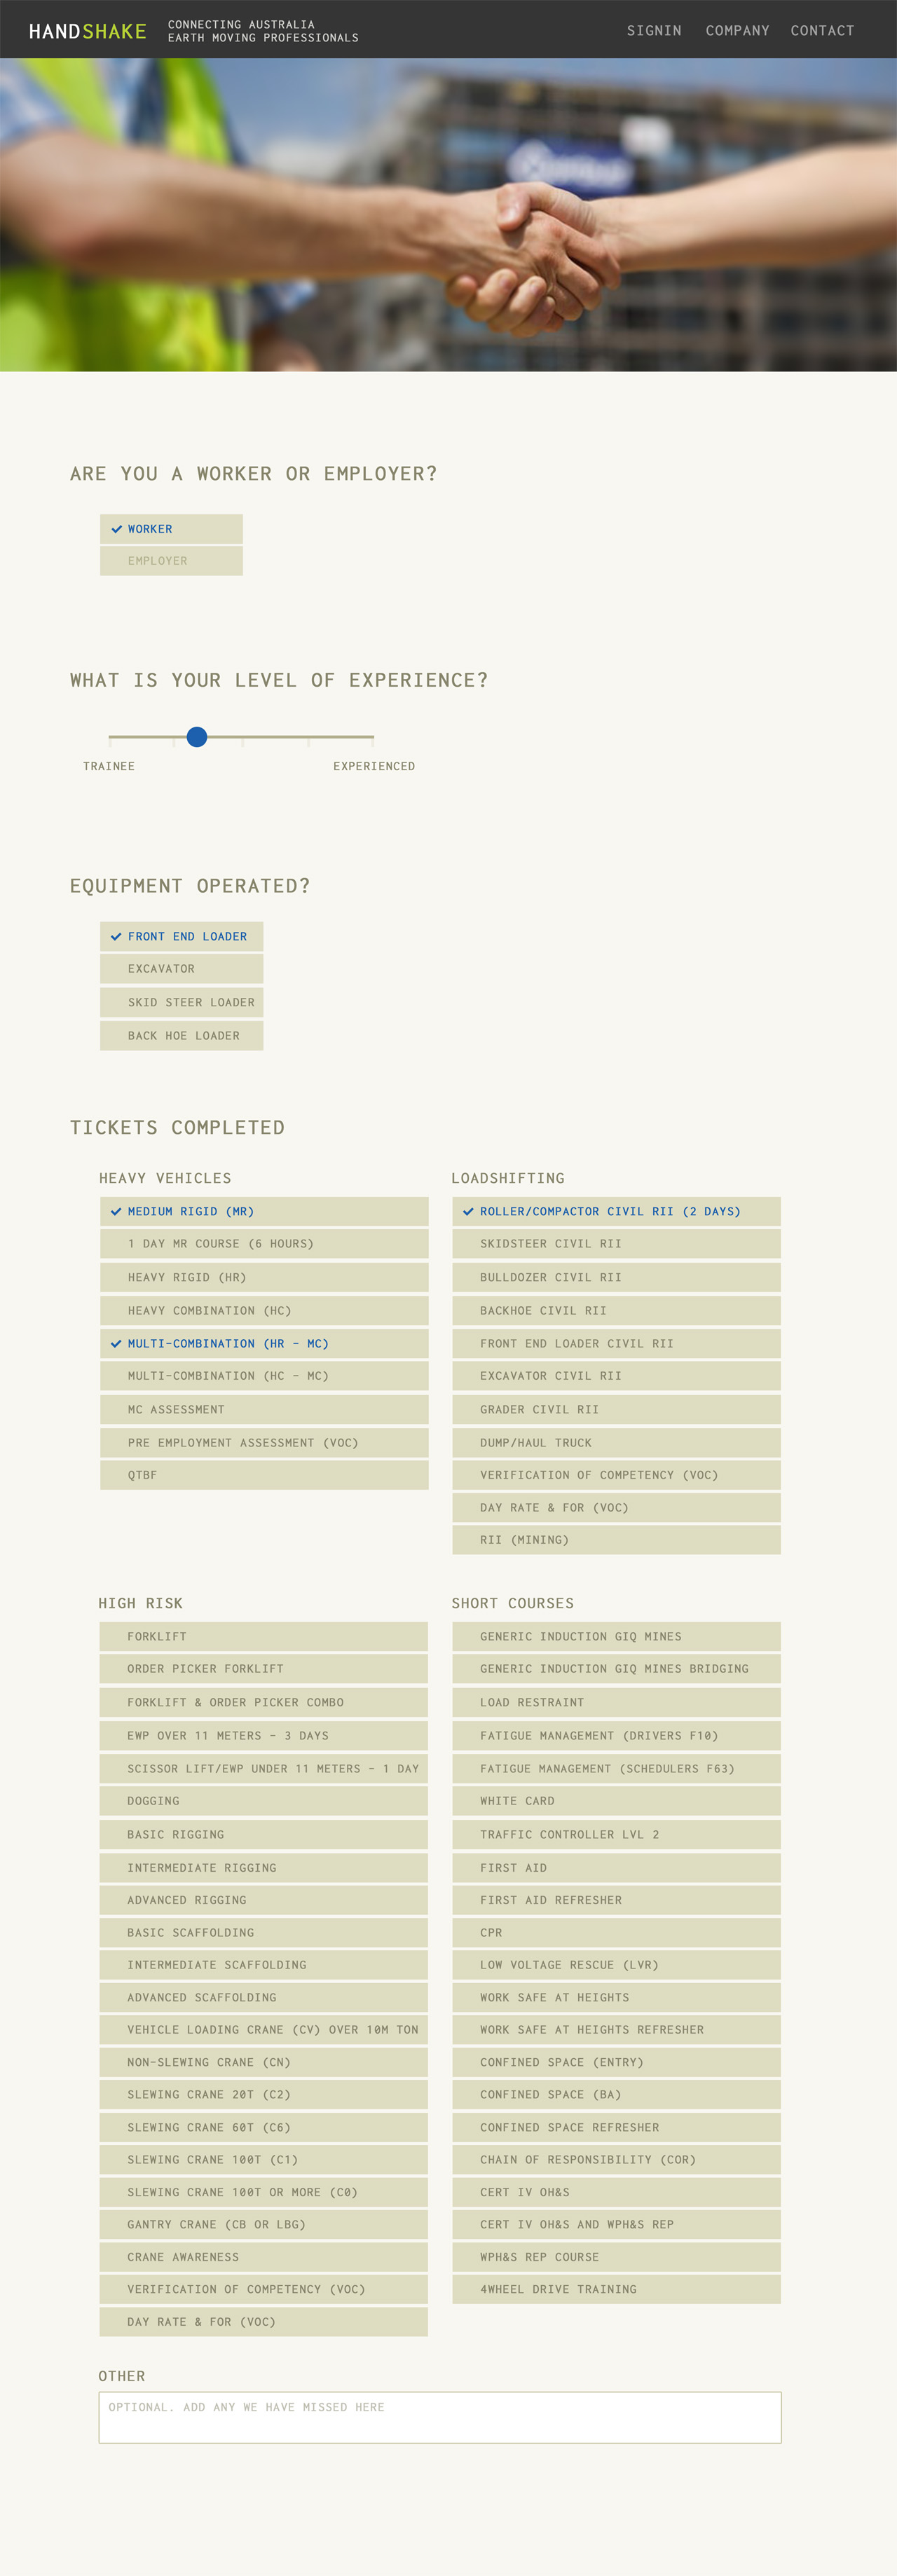 HANDSHAKE
CONNECTING AUSTRALIA
EARTH MOVING PROFESSIONALS
SIGNIN COMPANY CONTACT
ARE YOU A WORKER OR EMPLOYER?
WORKER
EMPLOYER
WHAT IS YOUR LEVEL OF EXPERIENCE?
TRAINEE EXPERIENCED
EQUIPMENT OPERATED?
FRONT END LOADER
EXCAVATOR
SKID STEER LOADER
BACK HOE LOADER
TICKETS COMPLETED
HEAVY VEHICLES
MEDIUM RIGID (MR)
1 DAY MR COURSE (6 HOURS)
HEAVY RIGID (HR)
HEAVY COMBINATION (HC)
MULTI-COMBINATION (HR - MC)
MULTI-COMBINATION (HC - MC)
MC ASSESSMENT
PRE EMPLOYMENT ASSESSMENT (VOC)
QTBF
LOADSHIFTING
ROLLER/COMPACTOR CIVIL RII (2 DAYS)
SKIDSTEER CIVIL RII
BULLDOZER CIVIL RII
BACKHOE CIVIL RII
FRONT END LOADER CIVIL RII
EXCAVATOR CIVIL RII
GRADER CIVIL RII
DUMP/HAUL TRUCK
VERIFICATION OF COMPETENCY (VOC)
DAY RATE & FOR (VOC)
RII (MINING)
HIGH RISK
FORKLIFT
ORDER PICKER FORKLIFT
FORKLIFT & ORDER PICKER COMBO
EWP OVER 11 METERS - 3 DAYS
SCISSOR LIFT/EWP UNDER 11 METERS - 1 DAY
DOGGING
BASIC RIGGING
INTERMEDIATE RIGGING
ADVANCED RIGGING
BASIC SCAFFOLDING
INTERMEDIATE SCAFFOLDING
ADVANCED SCAFFOLDING
VEHICLE LOADING CRANE (CV) OVER 10M TON
NON-SLEWING CRANE (CN)
SLEWING CRANE 20T (C2)
SLEWING CRANE 60T (C6)
SLEWING CRANE 100T (C1)
SLEWING CRANE 100T OR MORE (C0)
GANTRY CRANE (CB OR LBG)
CRANE AWARENESS
VERIFICATION OF COMPETENCY (VOC)
DAY RATE & FOR (VOC)
SHORT COURSES
GENERIC INDUCTION GIQ MINES
GENERIC INDUCTION GIQ MINES BRIDGING
LOAD RESTRAINT
FATIGUE MANAGEMENT (DRIVERS F10)
FATIGUE MANAGEMENT (SCHEDULERS F63)
WHITE CARD
TRAFFIC CONTROLLER LVL 2
FIRST AID
FIRST AID REFRESHER
CPR
LOW VOLTAGE RESCUE (LVR)
WORK SAFE AT HEIGHTS
WORK SAFE AT HEIGHTS REFRESHER
CONFINED SPACE (ENTRY)
CONFINED SPACE (BA)
CONFINED SPACE REFRESHER
CHAIN OF RESPONSIBILITY (COR)
CERT IV OH&S
CERT IV OH&S AND WPH&S REP
WPH&S REP COURSE
4WHEEL DRIVE TRAINING
OTHER
OPTIONAL. ADD ANY WE HAVE MISSED HERE